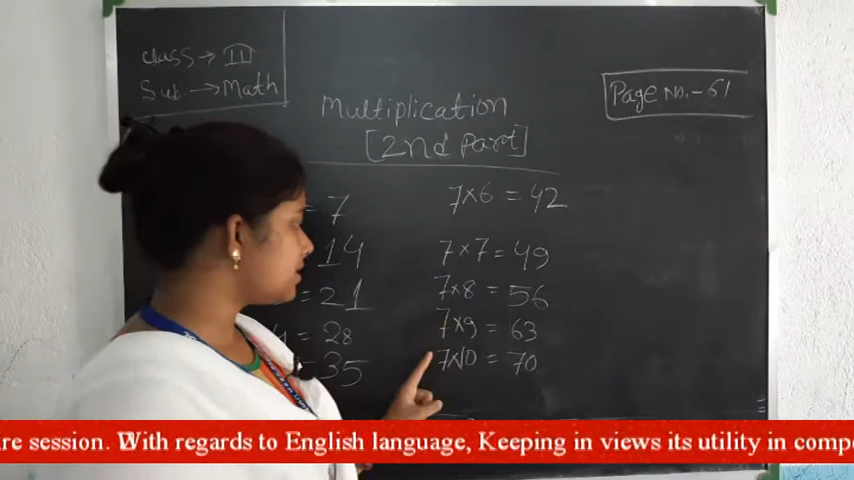 Class → III
Sub → Math
Page No.- 51
Multiplication
[2nd Part]
= 7
14
21
= 28
= 35
7×6 = 42
7×7 = 49
7×8 = 56
7×9 = 63
7×10 = 70
re session. With regards to English language, Keeping in views its utility in comp